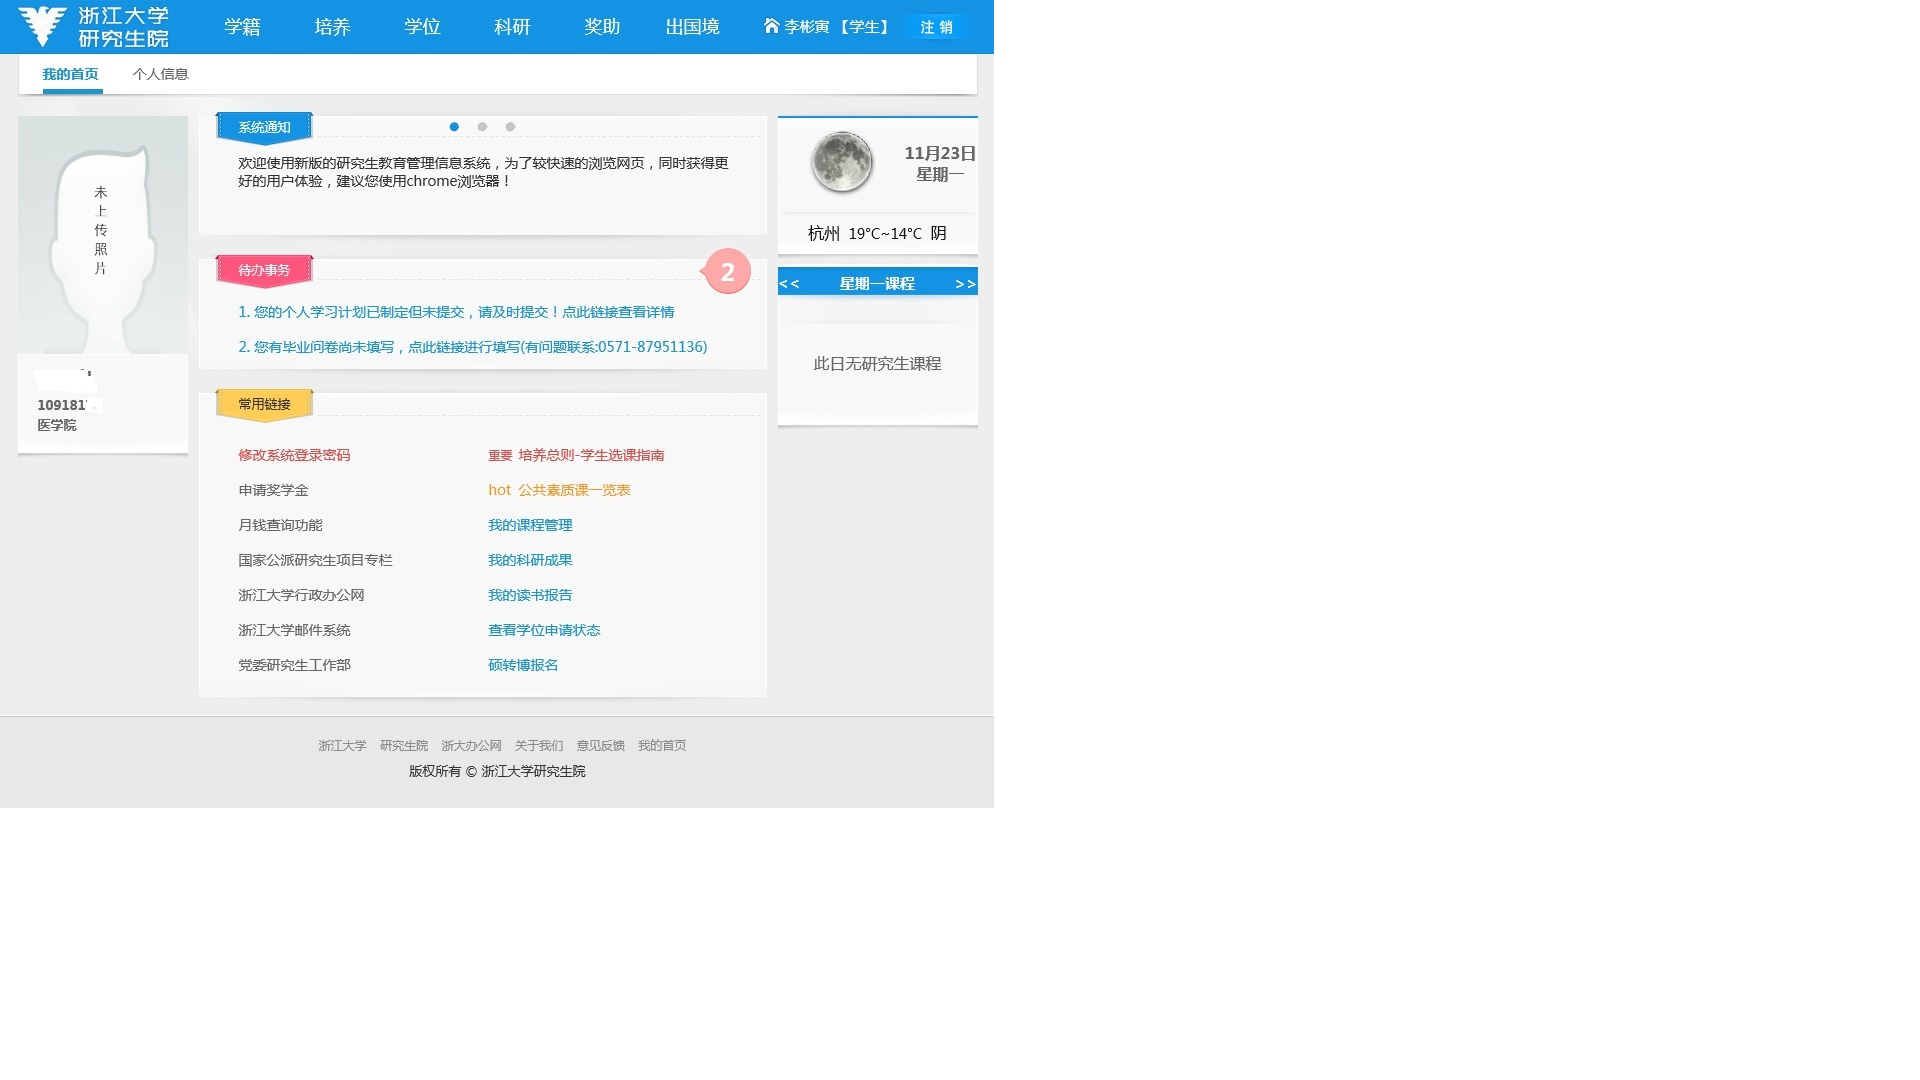 浙江大学
研究生院
学籍 培养 学位 科研 奖助 出国境 李彬寅 【学生】 注 销
我的首页 个人信息
未上传照片
109181
医学院
系统通知
欢迎使用新版的研究生教育管理信息系统，为了较快速的浏览网页，同时获得更
好的用户体验，建议您使用chrome浏览器！
待办事务
2
1. 您的个人学习计划已制定但未提交，请及时提交！点此链接查看详情
2. 您有毕业问卷尚未填写，点此链接进行填写(有问题联系:0571-87951136)
常用链接
修改系统登录密码 重要 培养总则-学生选课指南
申请奖学金 hot 公共素质课一览表
月钱查询功能 我的课程管理
国家公派研究生项目专栏 我的科研成果
浙江大学行政办公网 我的读书报告
浙江大学邮件系统 查看学位申请状态
党委研究生工作部 硕转博报名
11月23日
星期一
杭州 19°C~14°C 阴
<< 星期一课程 >>
此日无研究生课程
浙江大学 研究生院 浙大办公网 关于我们 意见反馈 我的首页
版权所有 © 浙江大学研究生院